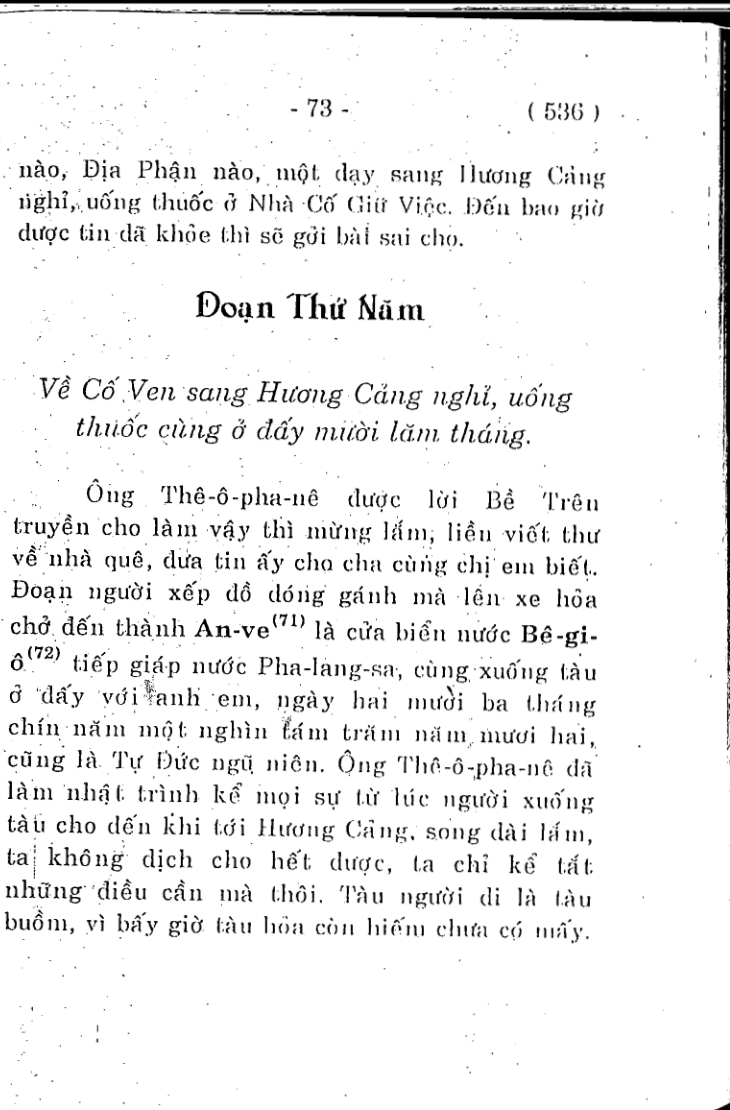 - 73 - ( 536 )
nào, Địa Phận nào, một dạy sang Hương Cảng
nghỉ, uống thuốc ở Nhà Cố Giữ Việc. Đến bao giờ
được tin đã khỏe thì sẽ gởi bài sai cho.
Đoạn Thứ Năm
Về Cố Ven sang Hương Cảng nghỉ, uống
thuốc cùng ở đấy mười lăm tháng.
Ông Thê-ô-pha-nê được lời Bề Trên
truyền cho làm vậy thì mừng lắm, liền viết thư
về nhà quê, đưa tin ấy cho cha cùng chị em biết.
Đoạn người xếp đồ đóng gánh mà lên xe hỏa
chở đến thành An-ve(71) là cửa biển nước Bê-gi-
ô(72) tiếp giáp nước Pha-lang-sa, cùng xuống tàu
ở đấy với anh em, ngày hai mười ba tháng
chín năm một nghìn tám trăm năm mươi hai,
cũng là Tự Đức ngũ niên. Ông Thê-ô-pha-nê đã
làm nhật trình kể mọi sự từ lúc người xuống
tàu cho đến khi tới Hương Cảng, song dài lắm,
ta không dịch cho hết được, ta chỉ kể tắt
những điều cần mà thôi. Tàu người đi là tàu
buồm, vì bấy giờ tàu hỏa còn hiếm chưa có mấy.